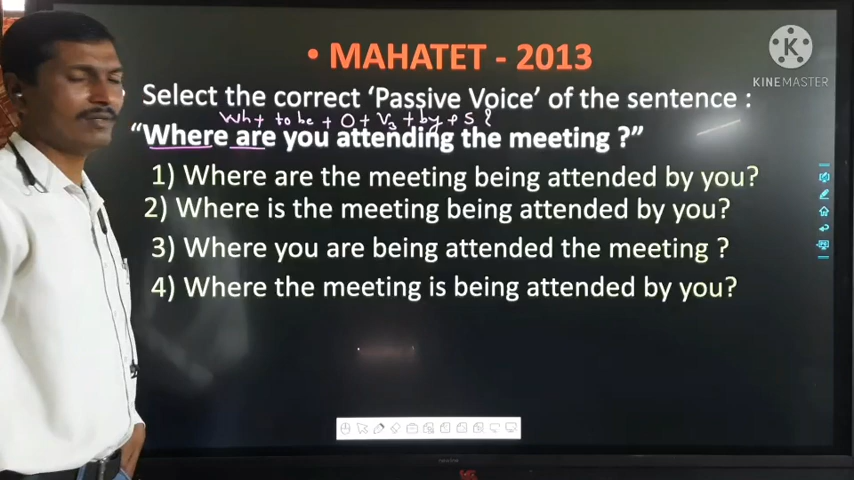 • MAHATET - 2013
K
KINEMASTER
Select the correct ‘Passive Voice’ of the sentence :
Wh + to be + O + V3 + by + S ?
“Where are you attending the meeting ?”
1) Where are the meeting being attended by you?
2) Where is the meeting being attended by you?
3) Where you are being attended the meeting ?
4) Where the meeting is being attended by you?